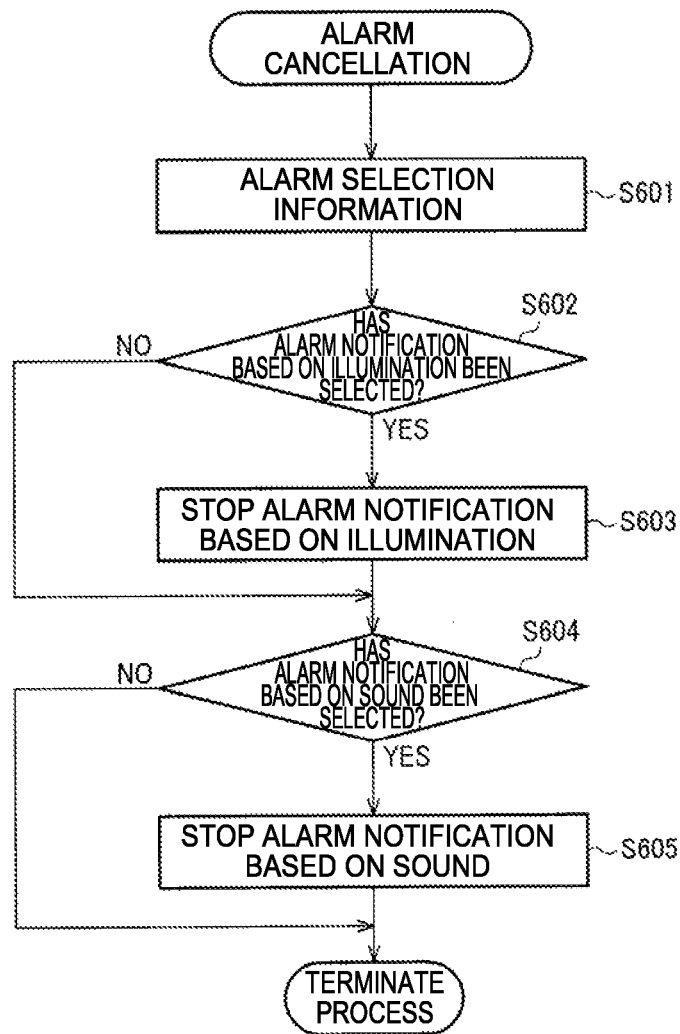 ALARM
CANCELLATION
ALARM SELECTION
INFORMATION
S601
S602
HAS
ALARM NOTIFICATION
BASED ON ILLUMINATION BEEN
SELECTED?
NO
YES
STOP ALARM NOTIFICATION
BASED ON ILLUMINATION
S603
S604
HAS
ALARM NOTIFICATION
BASED ON SOUND BEEN
SELECTED?
NO
YES
STOP ALARM NOTIFICATION
BASED ON SOUND
S605
TERMINATE
PROCESS